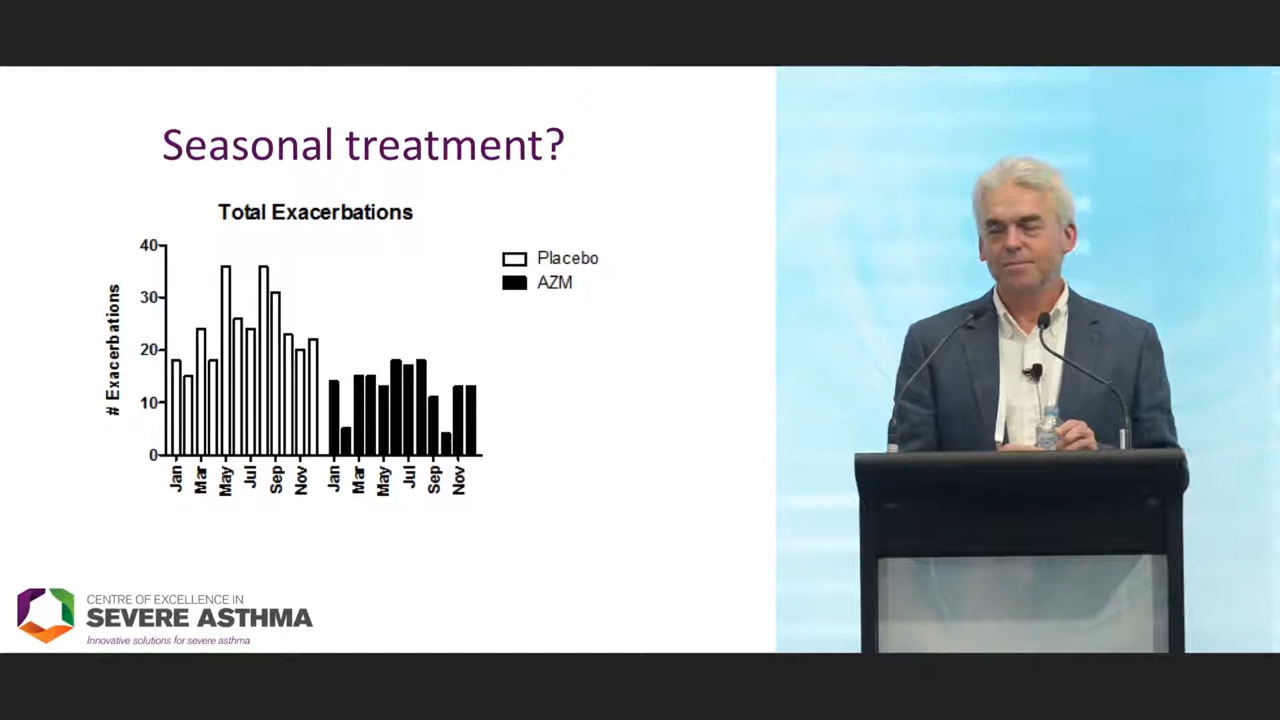 Seasonal treatment?
Total Exacerbations
# Exacerbations
40
30
20
10
0
Jan
Mar
May
Jul
Sep
Nov
Jan
Mar
May
Jul
Sep
Nov
Placebo
AZM
CENTRE OF EXCELLENCE IN
SEVERE ASTHMA
Innovative solutions for severe asthma